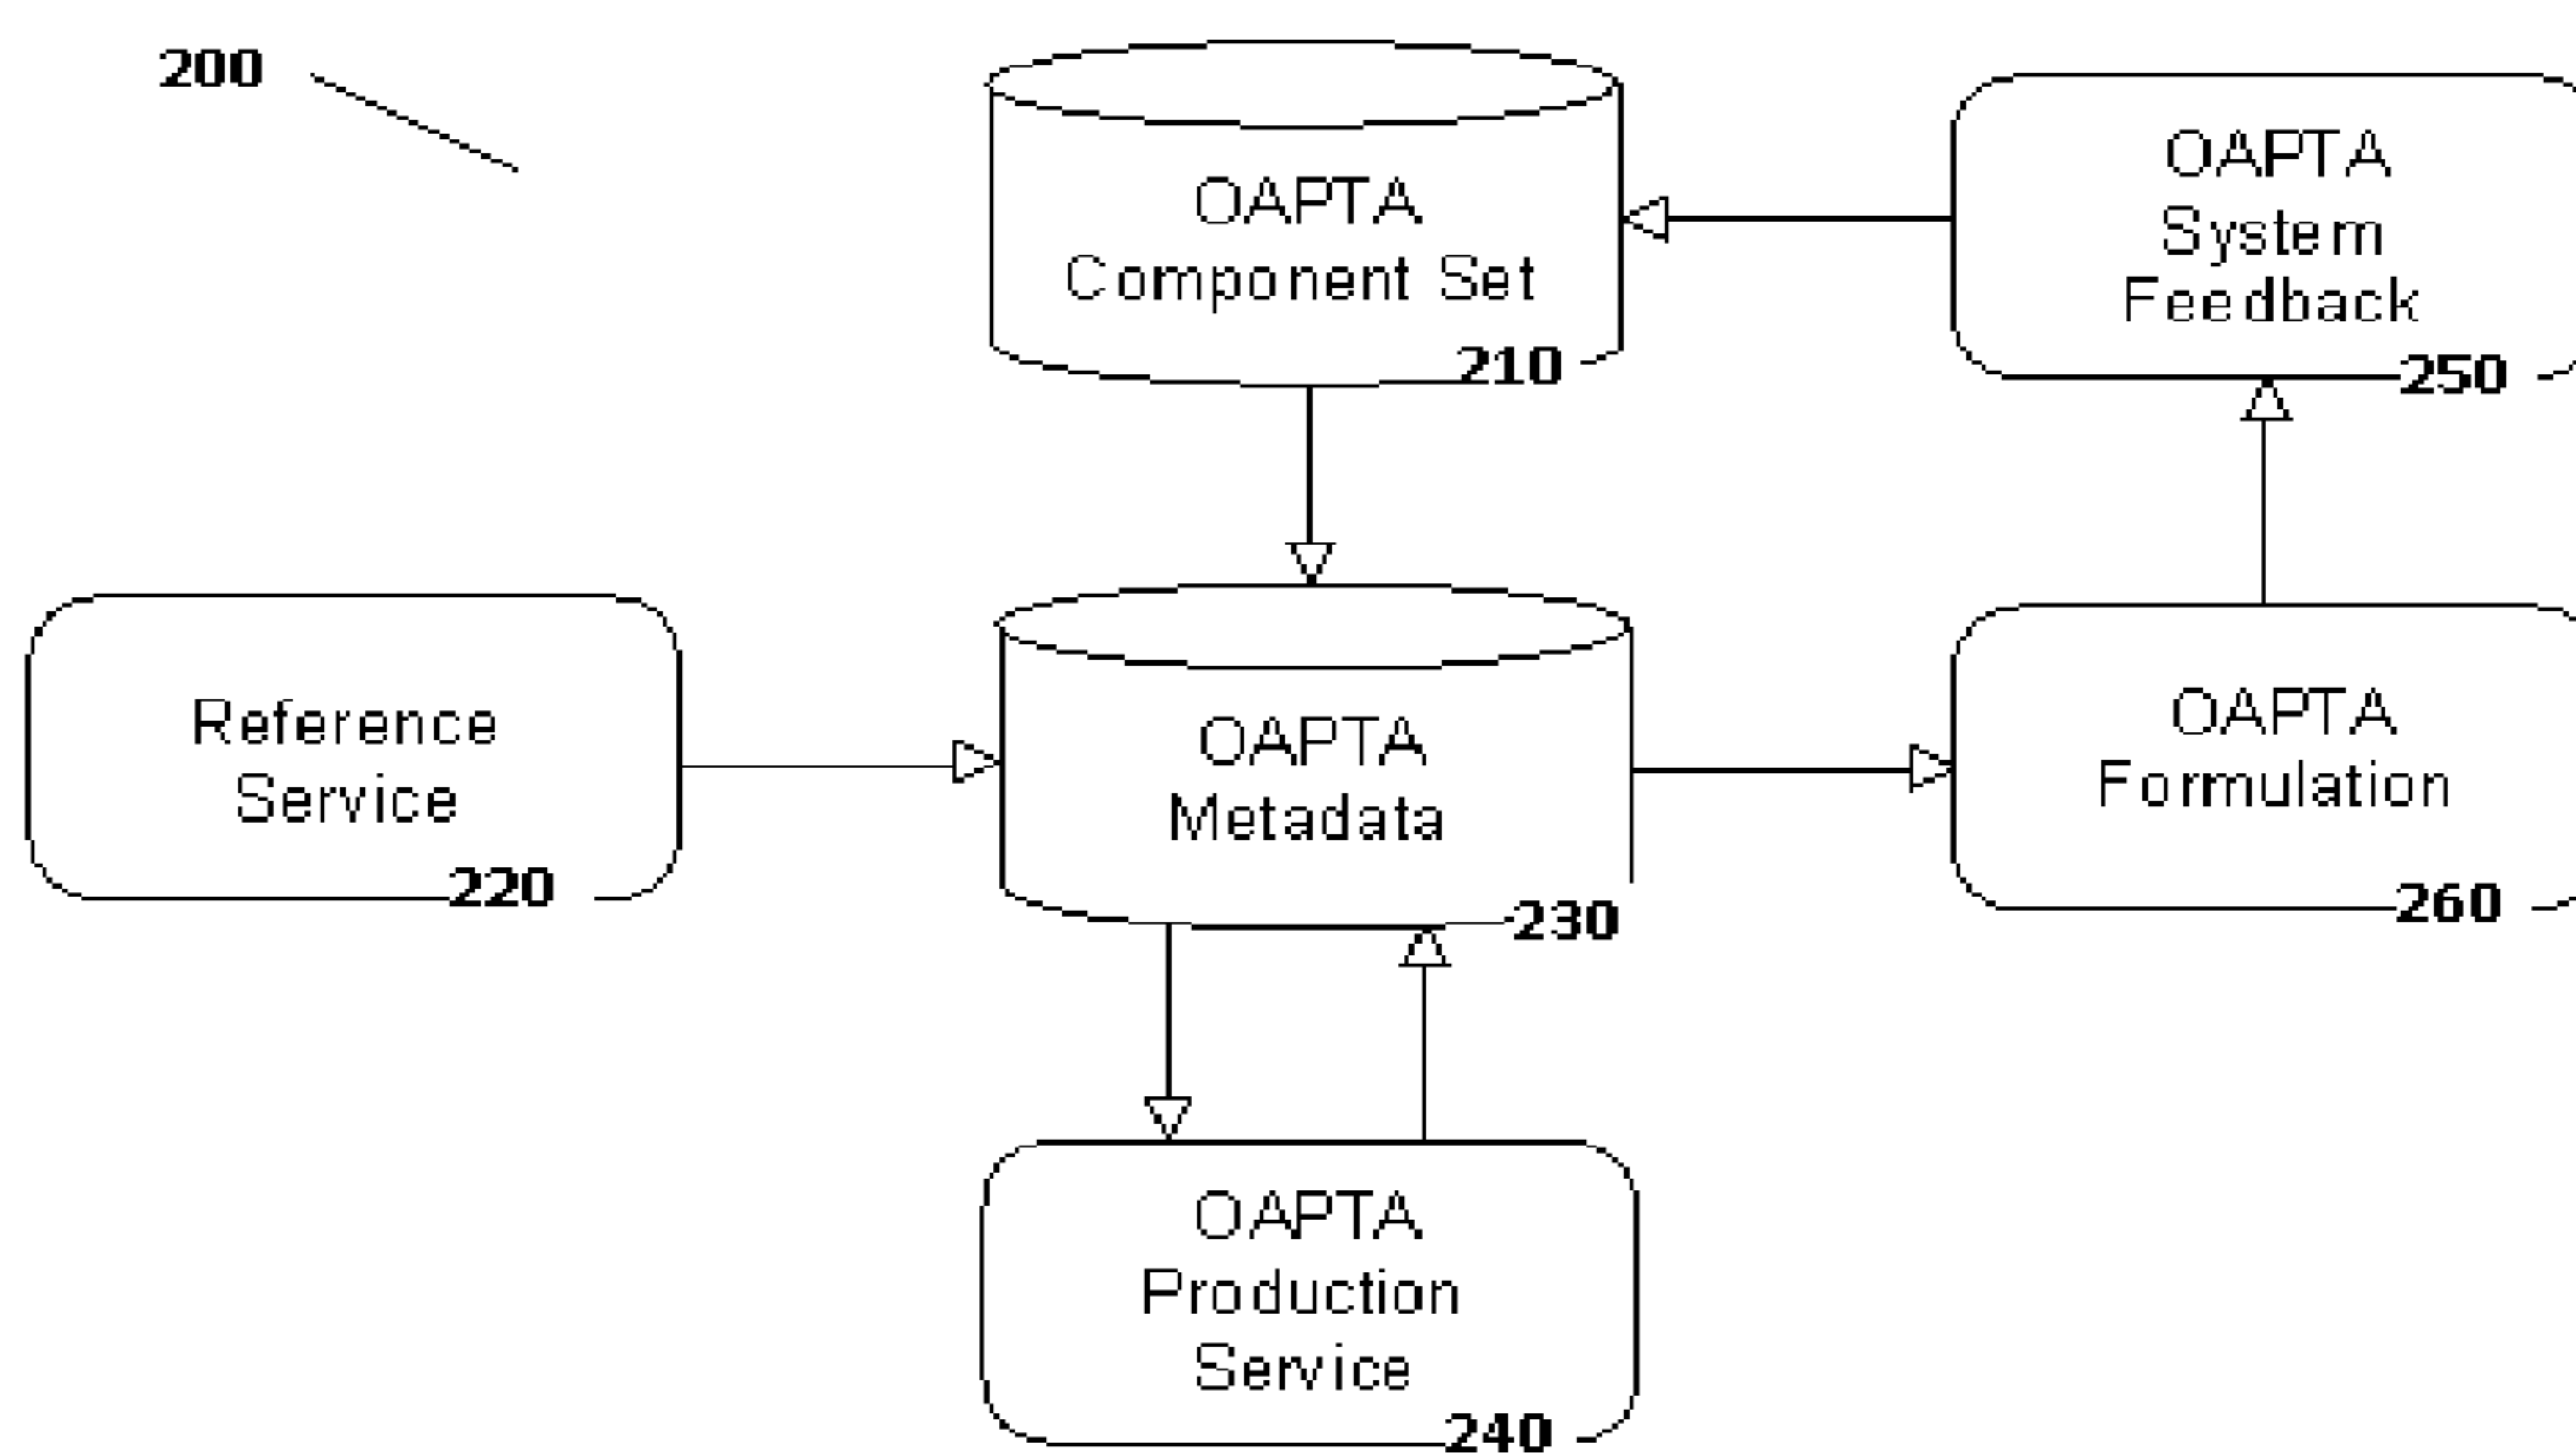 200
OAPTA
Component Set
210
OAPTA
System
Feedback
250
Reference
Service
220
OAPTA
Metadata
230
OAPTA
Formulation
260
OAPTA
Production
Service
240